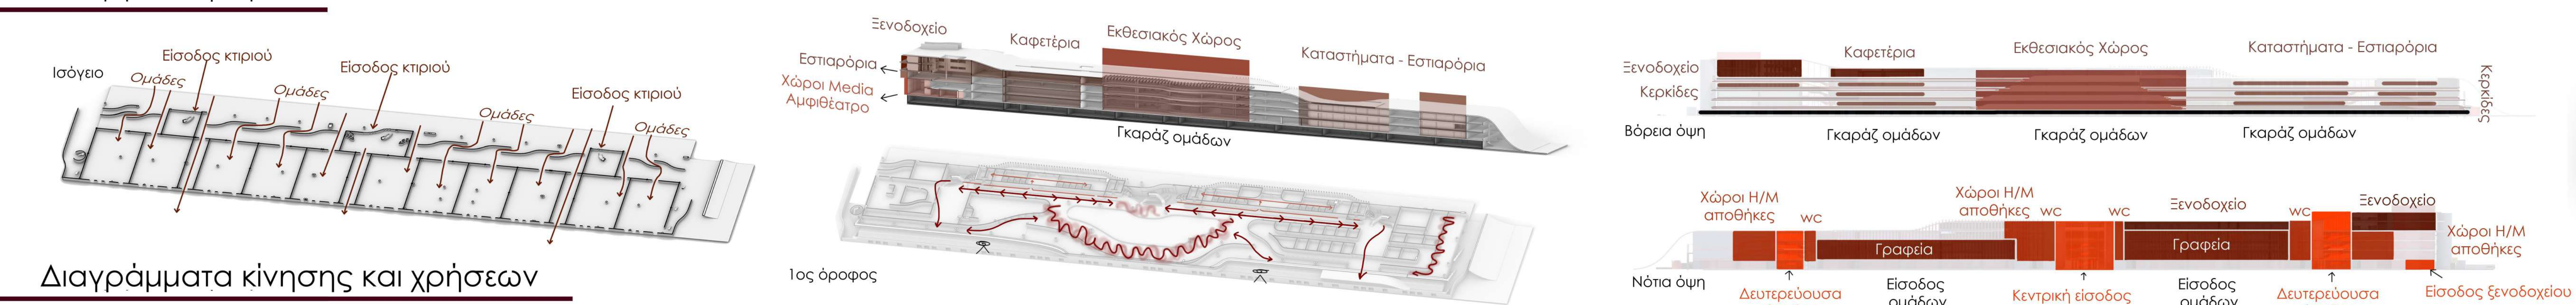 Ισόγειο
Είσοδος κτιριού
Ομάδες
Είσοδος κτιριού
Ομάδες
Είσοδος κτιριού
Ομάδες
Ομάδες
Διαγράμματα κίνησης και χρήσεων
Ξενοδοχείο
Καφετέρια
Εκθεσιακός Χώρος
Καταστήματα - Εστιαρόρια
Εστιαρόρια
Χώροι Media
Αμφιθέατρο
Γκαράζ ομάδων
1ος όροφος
Ξενοδοχείο
Καφετέρια
Εκθεσιακός Χώρος
Καταστήματα - Εστιαρόρια
Κερκίδες
Κερκίδες
Βόρεια όψη
Γκαράζ ομάδων
Γκαράζ ομάδων
Γκαράζ ομάδων
Χώροι Η/Μ
αποθήκες
WC
Χώροι Η/Μ
αποθήκες
WC
WC
Ξενοδοχείο
WC
Ξενοδοχείο
Χώροι Η/Μ
αποθήκες
Γραφεία
Γραφεία
Νότια όψη
Δευτερεύουσα
Είσοδος
ομάδων
Κεντρική είσοδος
Είσοδος
ομάδων
Δευτερεύουσα
Είσοδος ξενοδοχείου